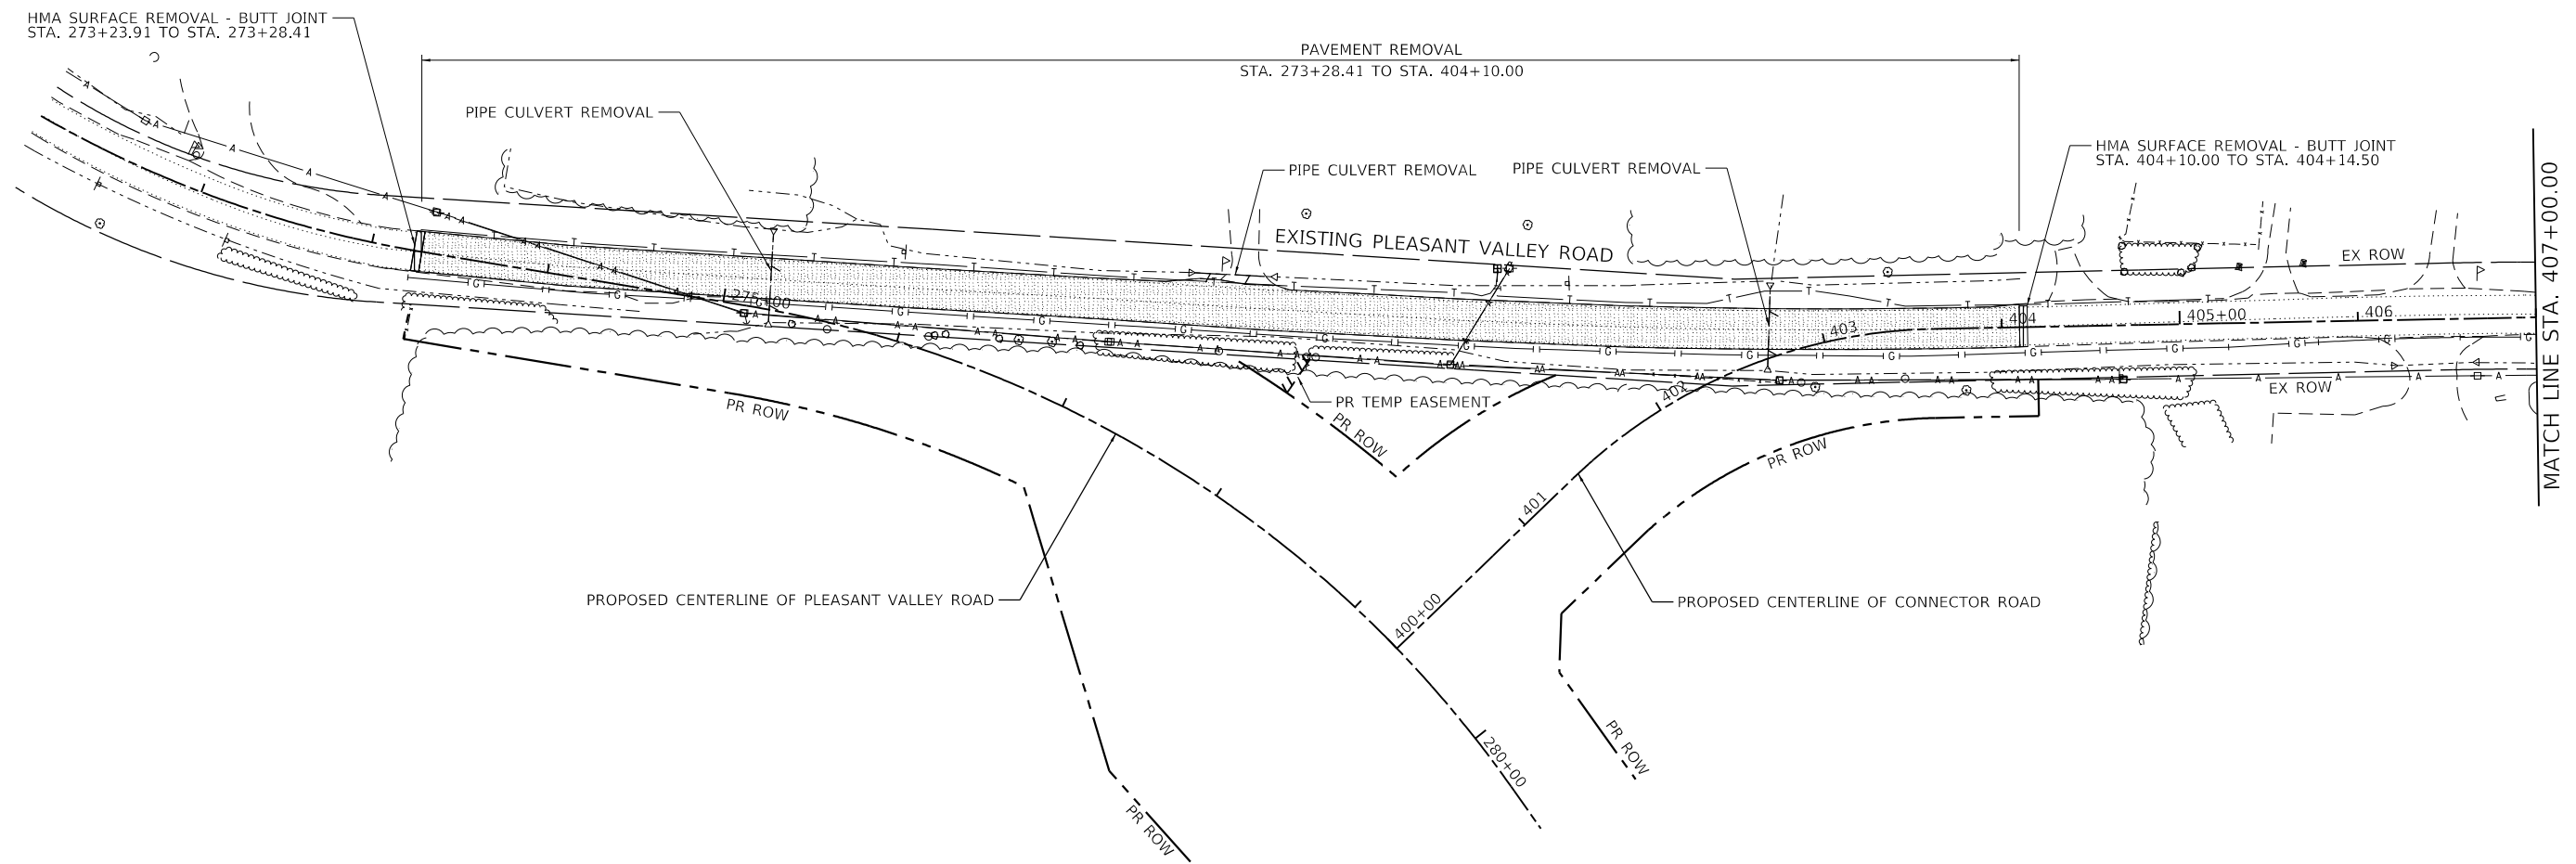 HMA SURFACE REMOVAL - BUTT JOINT
STA. 273+23.91 TO STA. 273+28.41
PAVEMENT REMOVAL
STA. 273+28.41 TO STA. 404+10.00
PIPE CULVERT REMOVAL
PIPE CULVERT REMOVAL
PIPE CULVERT REMOVAL
HMA SURFACE REMOVAL - BUTT JOINT
STA. 404+10.00 TO STA. 404+14.50
MATCH LINE STA. 407+00.00
EXISTING PLEASANT VALLEY ROAD
EX ROW
275+00
403
404
405+00
406
EX ROW
402
PR TEMP EASEMENT
PR ROW
PR ROW
PR ROW
401
400+00
PROPOSED CENTERLINE OF PLEASANT VALLEY ROAD
PROPOSED CENTERLINE OF CONNECTOR ROAD
280+00
PR ROW
PR ROW